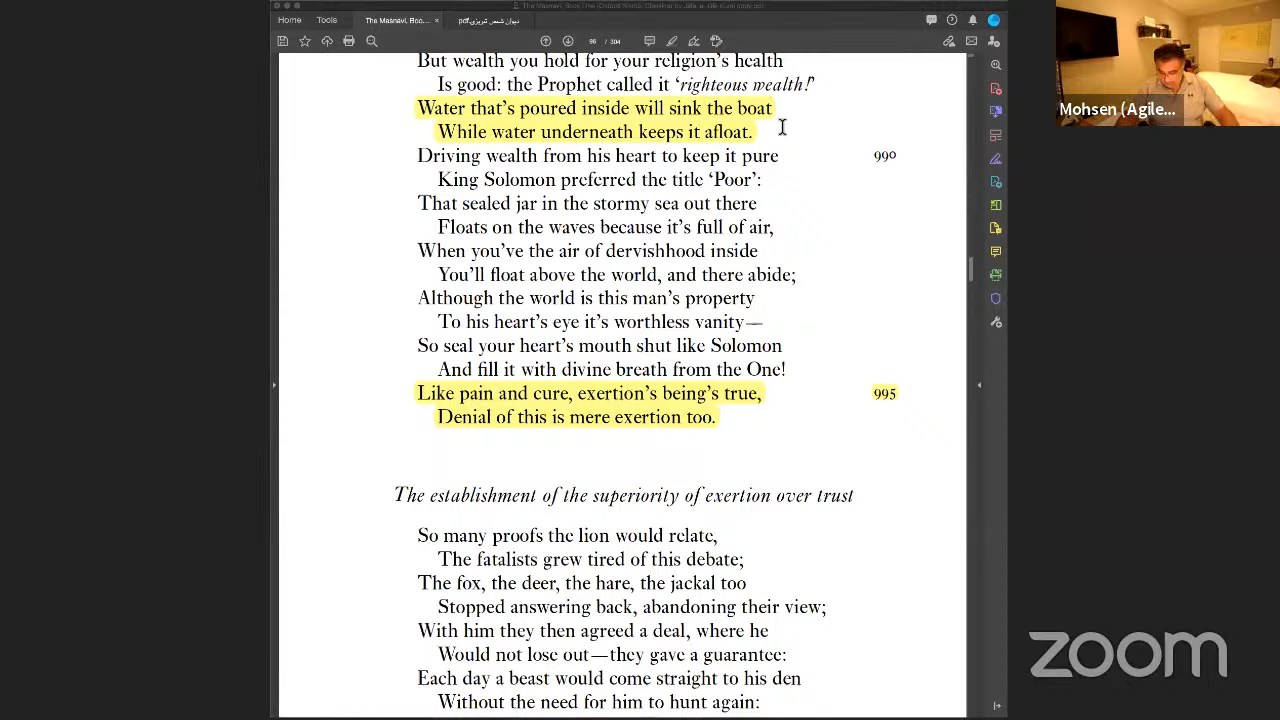 Home Tools The Masnavi, Boo... × دیوان شمس تبریزی.pdf
96 / 304
But wealth you hold for your religion's health
Is good: the Prophet called it 'righteous mealth!'
Water that's poured inside will sink the boat
While water underneath keeps it afloat.
Driving wealth from his heart to keep it pure 990
King Solomon preferred the title 'Poor':
That sealed jar in the stormy sea out there
Floats on the waves because it's full of air,
When you've the air of dervishhood inside
You'll float above the world, and there abide;
Although the world is this man's property
To his heart's eye it's worthless vanity—
So seal your heart's mouth shut like Solomon
And fill it with divine breath from the One!
Like pain and cure, exertion's being's true, 995
Denial of this is mere exertion too.
The establishment of the superiority of exertion over trust
So many proofs the lion would relate,
The fatalists grew tired of this debate;
The fox, the deer, the hare, the jackal too
Stopped answering back, abandoning their view;
With him they then agreed a deal, where he
Would not lose out—they gave a guarantee:
Each day a beast would come straight to his den
Without the need for him to hunt again:
Mohsen (Agile...
zoom